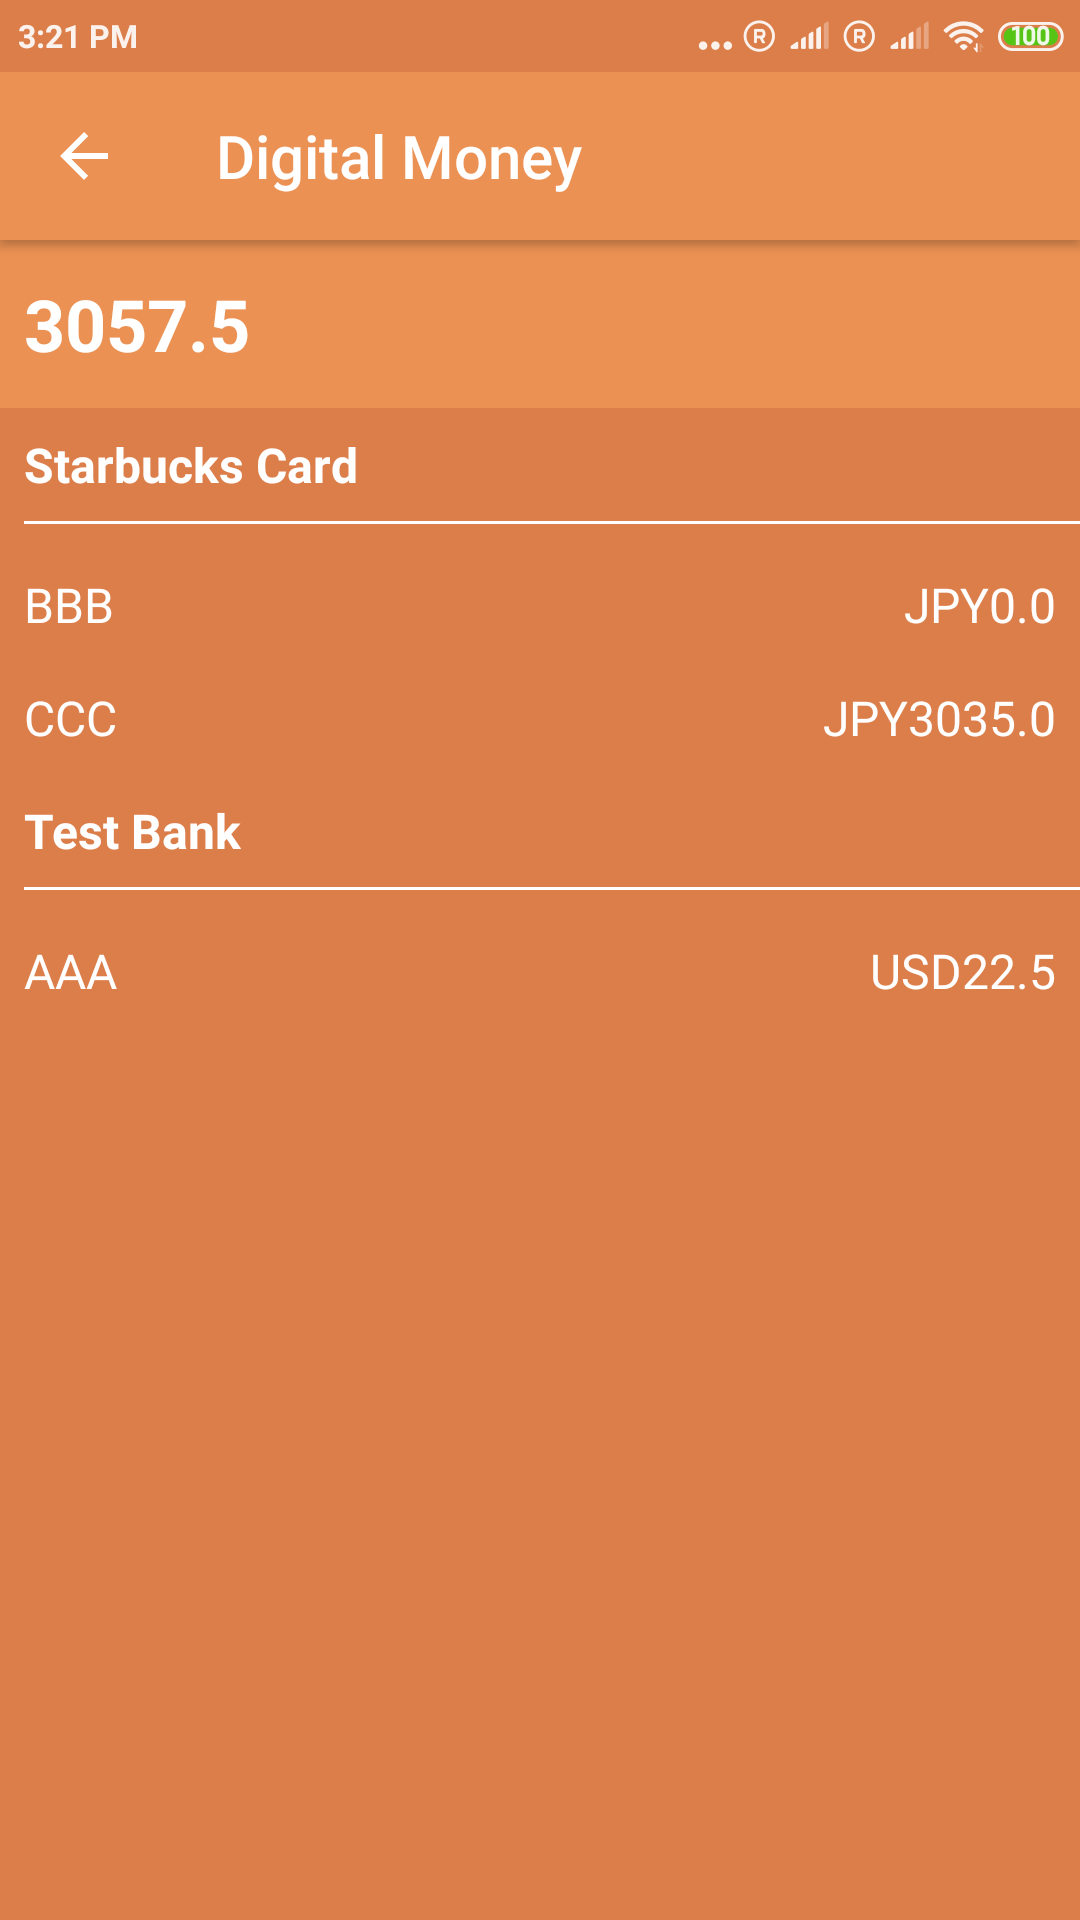 3:21 PM
... R R 100
Digital Money
3057.5
Starbucks Card
BBB JPY0.0
CCC JPY3035.0
Test Bank
AAA USD22.5